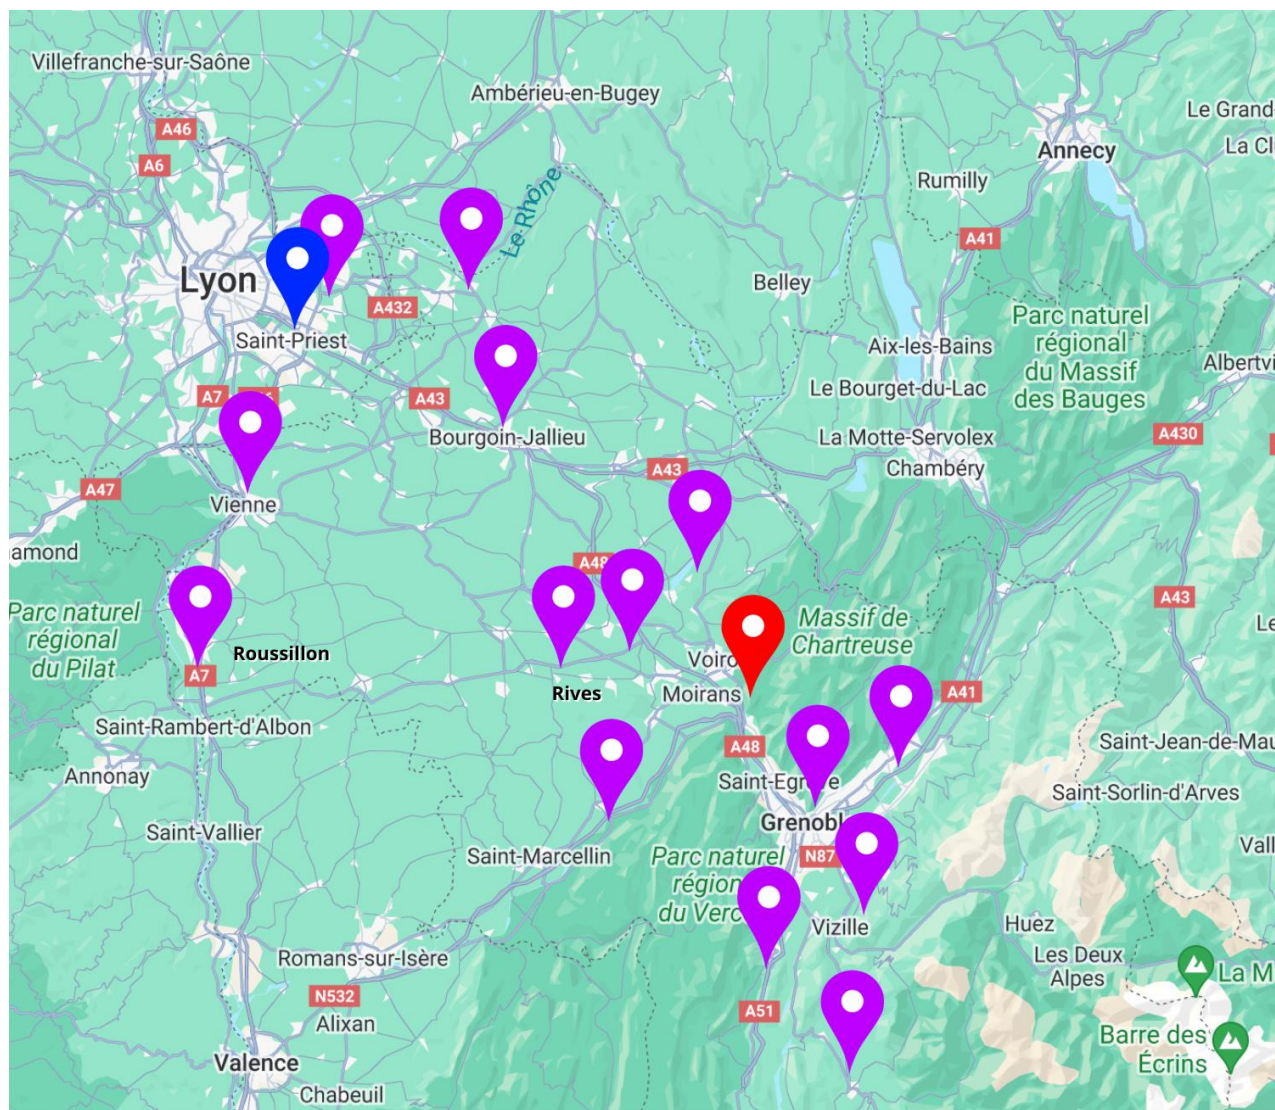 Villefranche-sur-Saône
Ambérieu-en-Bugey
Le Grand
A46
A6
Annecy
La Cl
Rumilly
Le Rhône
A41
Lyon
Belley
A432
Saint-Priest
Parc naturel
régional
du Massif
des Bauges
Aix-les-Bains
Albertvi
Le Bourget-du-Lac
A7
A43
Bourgoin-Jallieu
La Motte-Servolex
A430
Chambéry
A43
A47
Vienne
amond
A48
A43
Parc naturel
régional
du Pilat
Massif de
Chartreuse
Le
Roussillon
Voiro
A7
Rives
Moirans
A41
Saint-Rambert-d'Albon
A48
Saint-Jean-de-Mau
Annonay
Saint-Egrève
Saint-Sorlin-d'Arves
Saint-Vallier
Grenobl
Vall
Saint-Marcellin
Parc naturel
région
du Verc
N87
Vizille
Huez
Romans-sur-Isère
Les Deux
Alpes
La M
N532
A51
Alixan
Barre des
Écrins
Valence
Chabeuil